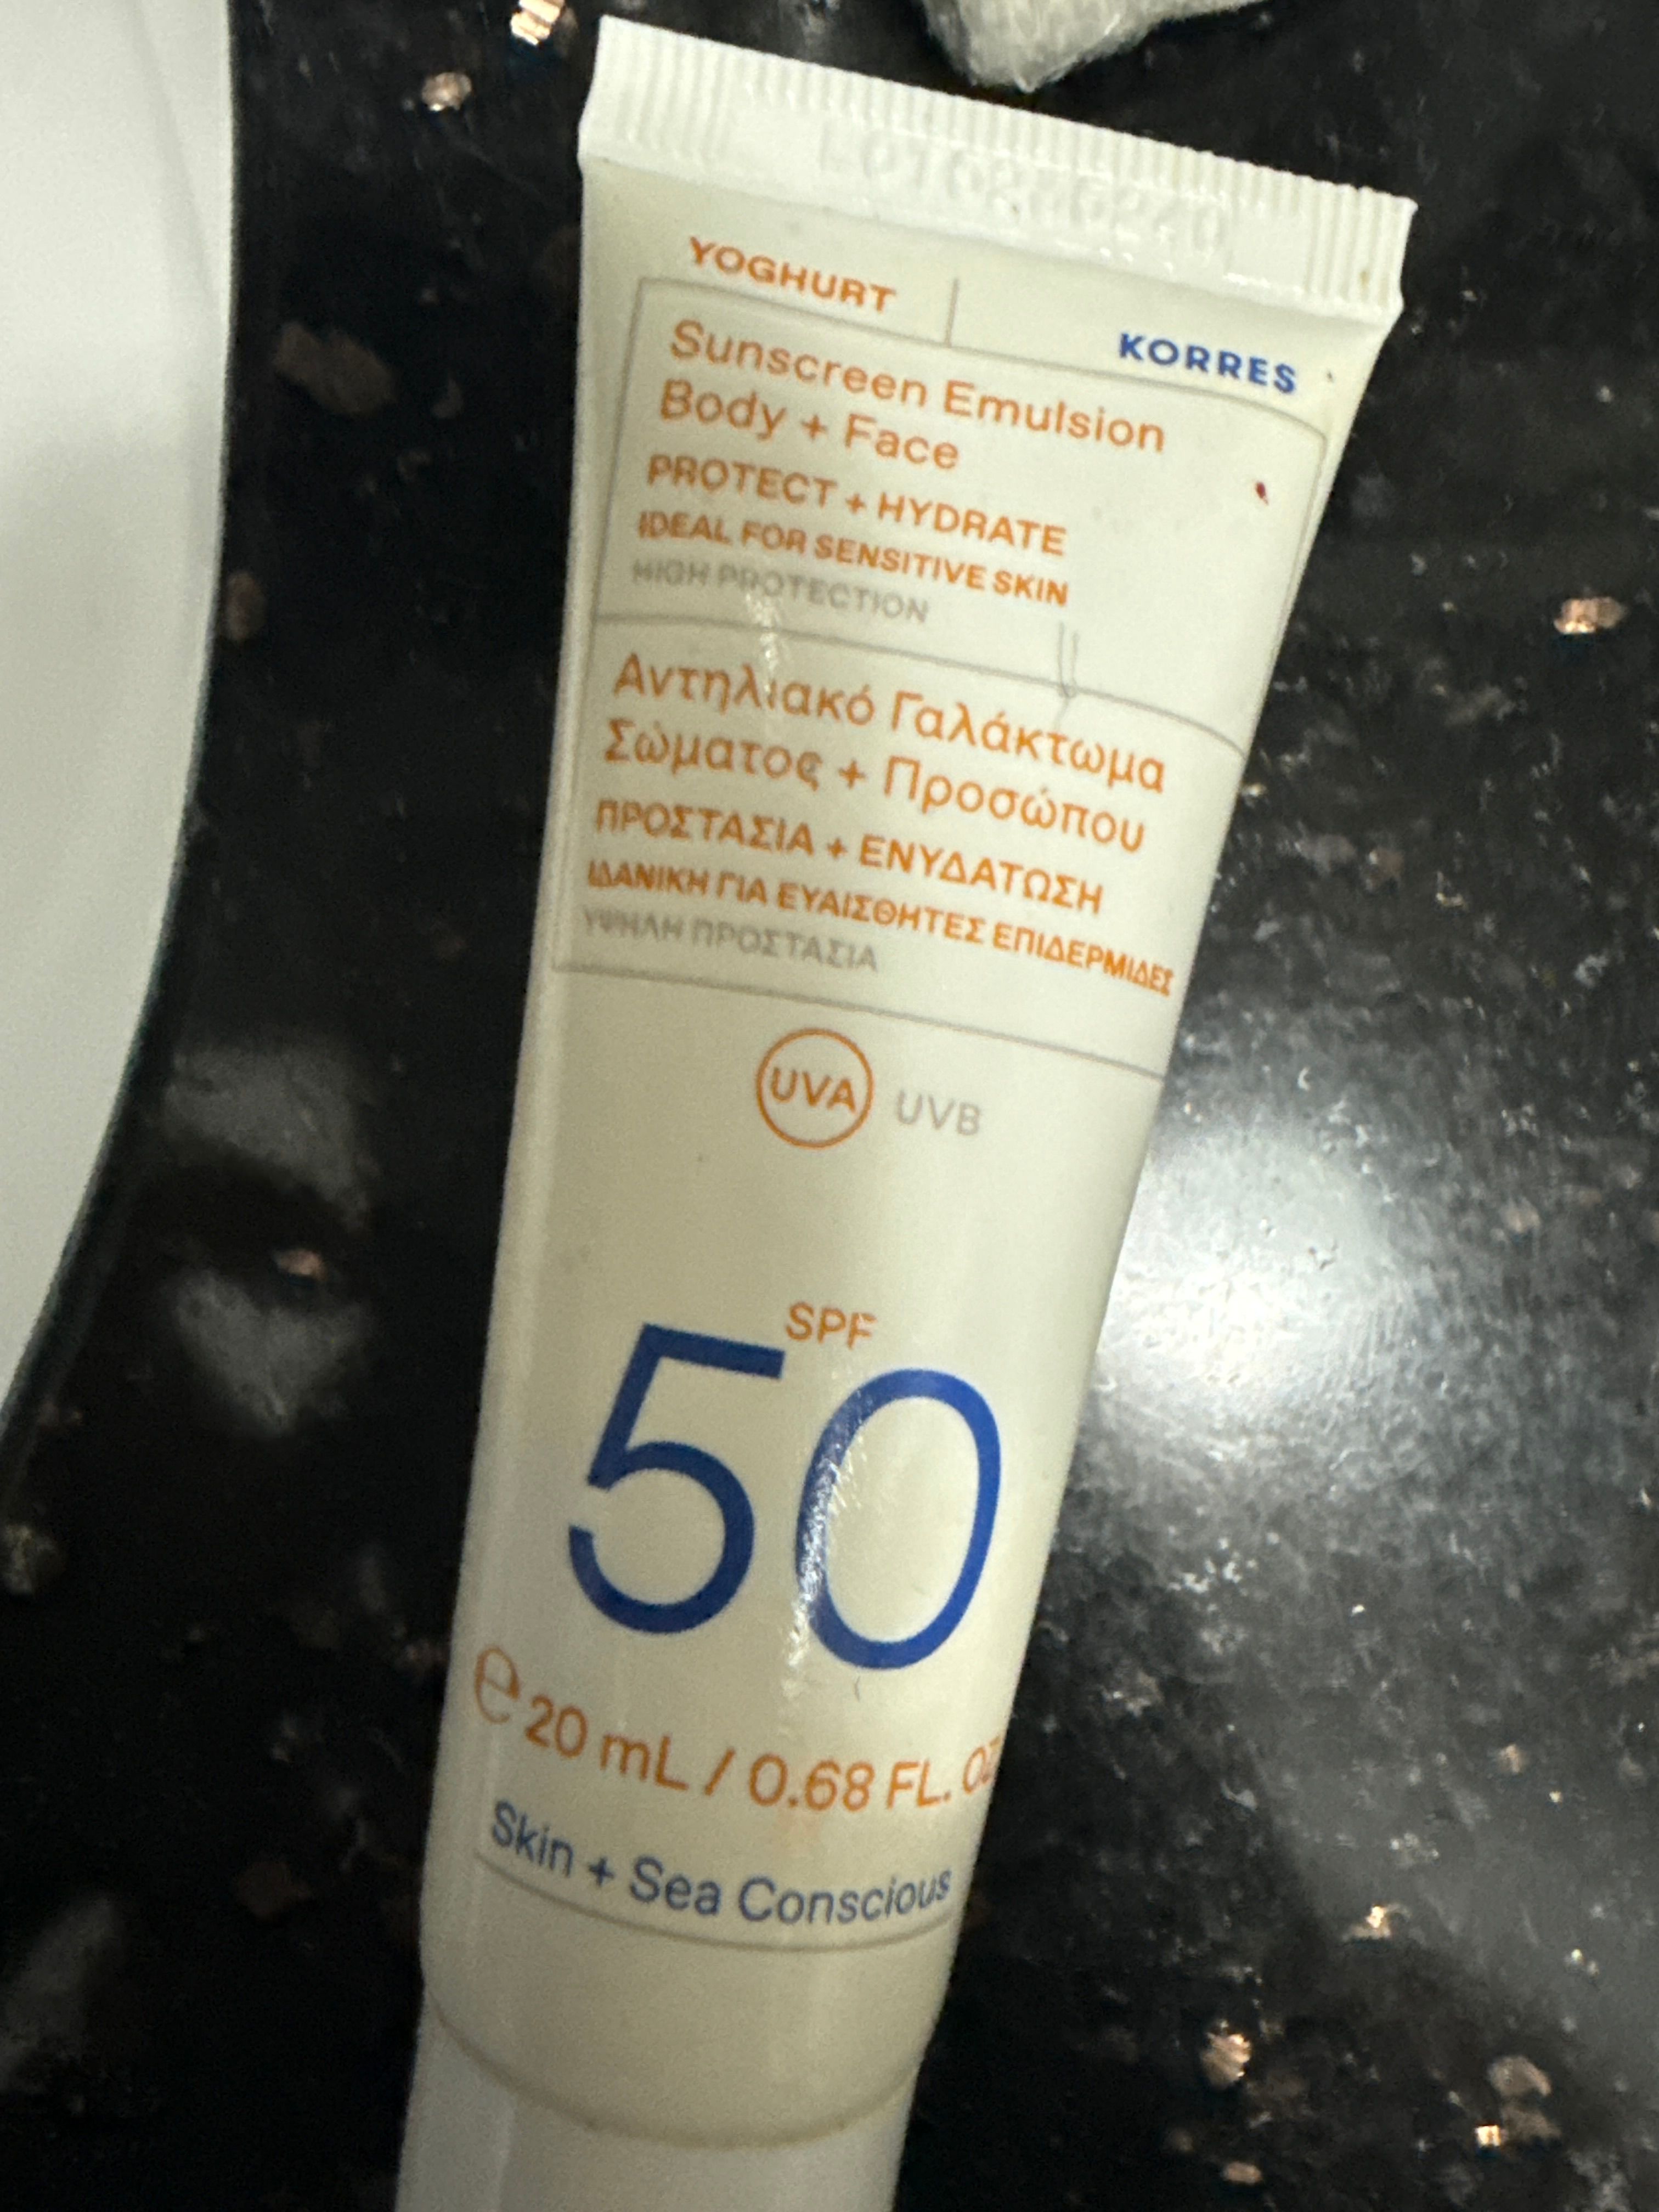 YOGHURT
KORRES
Sunscreen Emulsion
Body + Face
PROTECT + HYDRATE
IDEAL FOR SENSITIVE SKIN
HIGH PROTECTION
Αντηλιακό Γαλάκτωμα
Σώματος + Προσώπου
ΠΡΟΣΤΑΣΙΑ + ΕΝΥΔΑΤΩΣΗ
ΙΔΑΝΙΚΗ ΓΙΑ ΕΥΑΙΣΘΗΤΕΣ ΕΠΙΔΕΡΜΙΔΕΣ
ΥΨΗΛΗ ΠΡΟΣΤΑΣΙΑ
UVA UVB
SPF
50
e 20 mL / 0.68 FL. OZ
Skin + Sea Conscious